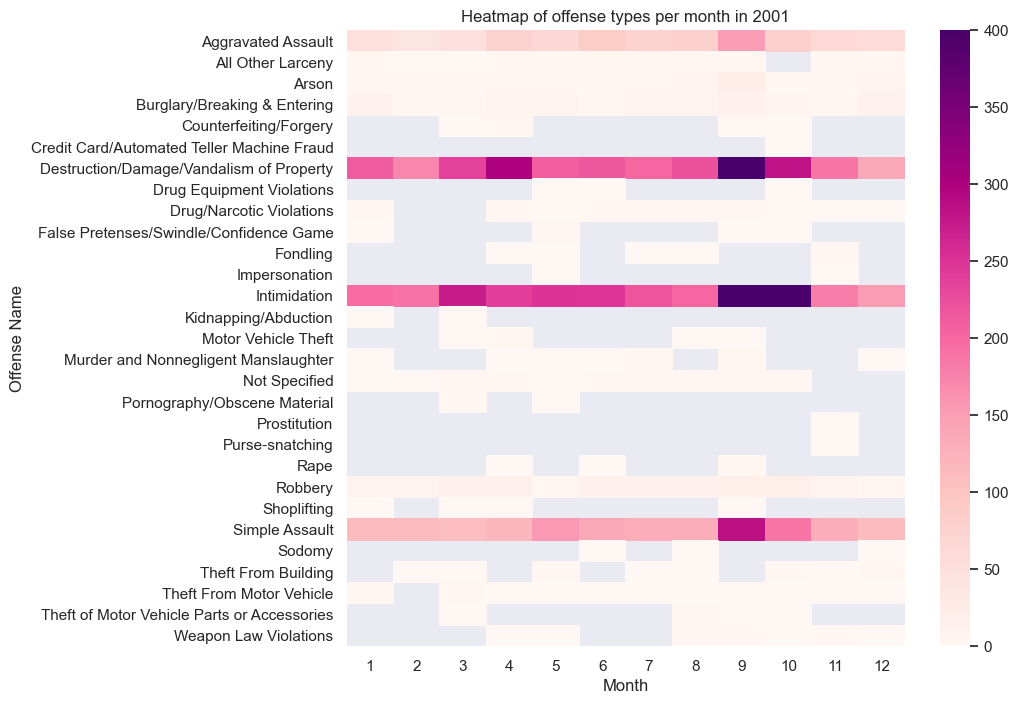 Heatmap of offense types per month in 2001
Offense Name
Aggravated Assault
All Other Larceny
Arson
Burglary/Breaking & Entering
Counterfeiting/Forgery
Credit Card/Automated Teller Machine Fraud
Destruction/Damage/Vandalism of Property
Drug Equipment Violations
Drug/Narcotic Violations
False Pretenses/Swindle/Confidence Game
Fondling
Impersonation
Intimidation
Kidnapping/Abduction
Motor Vehicle Theft
Murder and Nonnegligent Manslaughter
Not Specified
Pornography/Obscene Material
Prostitution
Purse-snatching
Rape
Robbery
Shoplifting
Simple Assault
Sodomy
Theft From Building
Theft From Motor Vehicle
Theft of Motor Vehicle Parts or Accessories
Weapon Law Violations
1 2 3 4 5 6 7 8 9 10 11 12
Month
400
350
300
250
200
150
100
50
0